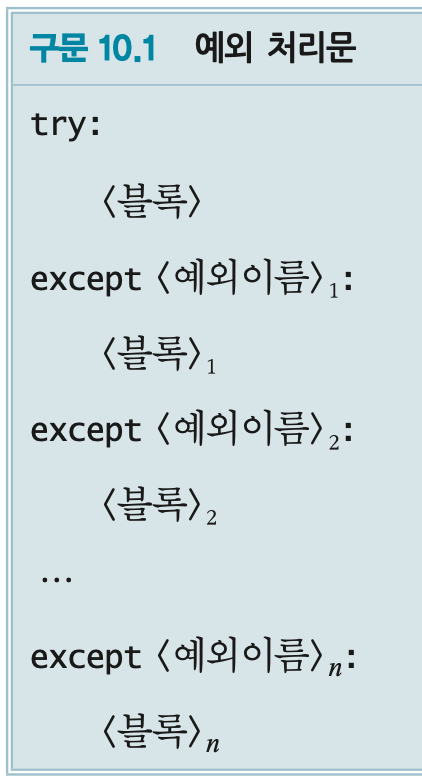 구문 10.1 예외 처리문
try:
〈블록〉
except 〈예외이름〉₁:
〈블록〉₁
except 〈예외이름〉₂:
〈블록〉₂
…
except 〈예외이름〉ₙ:
〈블록〉ₙ